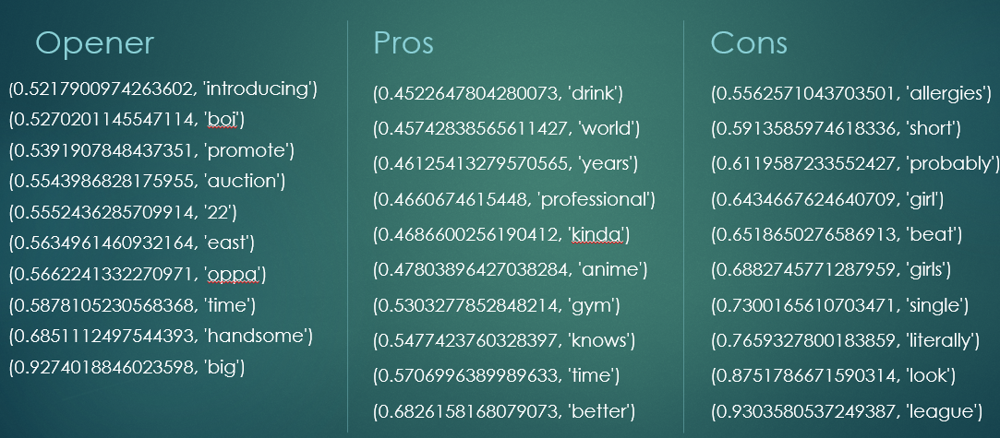 Opener
(0.5217900974263602, 'introducing')
(0.5270201145547114, 'boi')
(0.5391907848437351, 'promote')
(0.5543986828175955, 'auction')
(0.5552436285709914, '22')
(0.5634961460932164, 'east')
(0.5662241332270971, 'oppa')
(0.5878105230568368, 'time')
(0.6851112497544393, 'handsome')
(0.9274018846023598, 'big')
Pros
(0.4522647804280073, 'drink')
(0.45742838565611427, 'world')
(0.46125413279570565, 'years')
(0.4660674615448, 'professional')
(0.4686600256190412, 'kinda')
(0.47803896427038284, 'anime')
(0.5303277852848214, 'gym')
(0.5477423760328397, 'knows')
(0.5706996389989633, 'time')
(0.6826158168079073, 'better')
Cons
(0.5562571043703501, 'allergies')
(0.5913585974618336, 'short')
(0.6119587233552427, 'probably')
(0.6434667624640709, 'girl')
(0.6518650276586913, 'beat')
(0.6882745771287959, 'girls')
(0.7300165610703471, 'single')
(0.7659327800183859, 'literally')
(0.8751786671590314, 'look')
(0.9303580537249387, 'league')